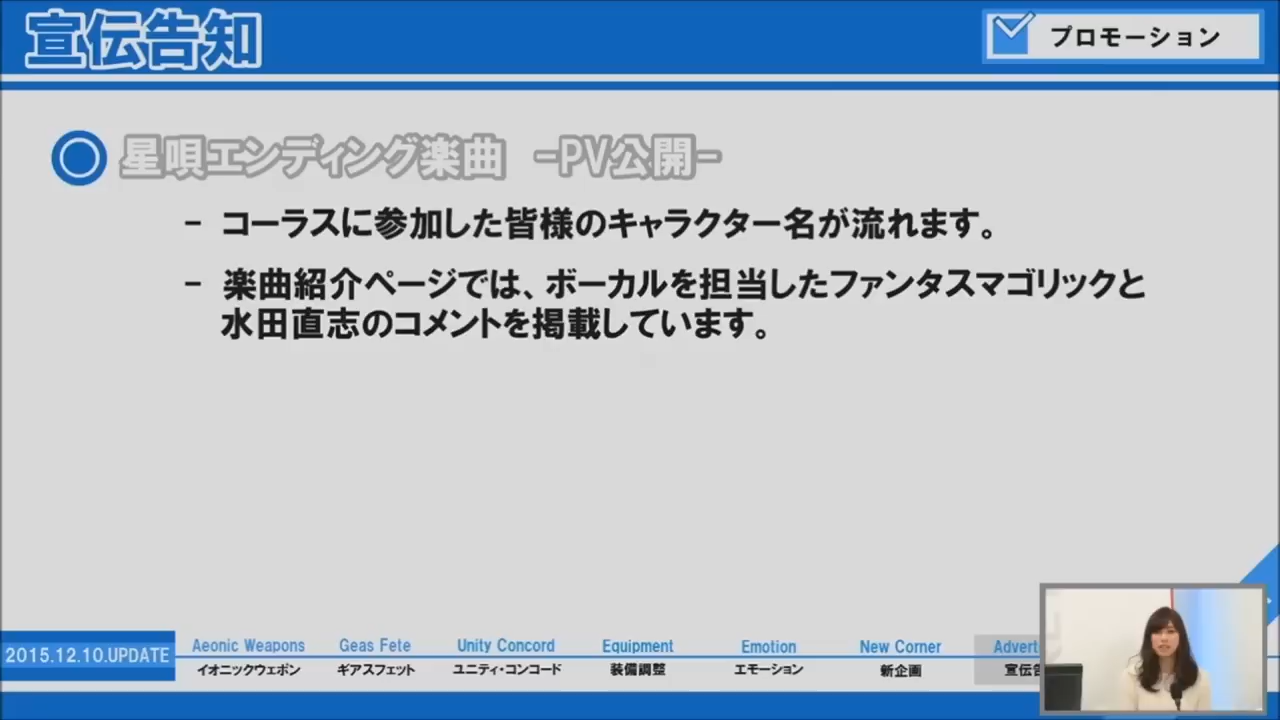 宣伝告知
プロモーション
星唄エンディング楽曲 -PV公開-
- コーラスに参加した皆様のキャラクター名が流れます。
- 楽曲紹介ページでは、ボーカルを担当したファンタスマゴリックと
水田直志のコメントを掲載しています。
2015.12.10.UPDATE
Aeonic Weapons
イオニックウェポン
Geas Fete
ギアスフェット
Unity Concord
ユニティ・コンコード
Equipment
装備調整
Emotion
エモーション
New Corner
新企画
Advert
宣伝告